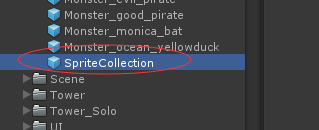 Monster_evil_pirate
Monster_good_pirate
Monster_monica_bat
Monster_ocean_yellowduck
SpriteCollection
Scene
Tower
Tower_Solo
UI